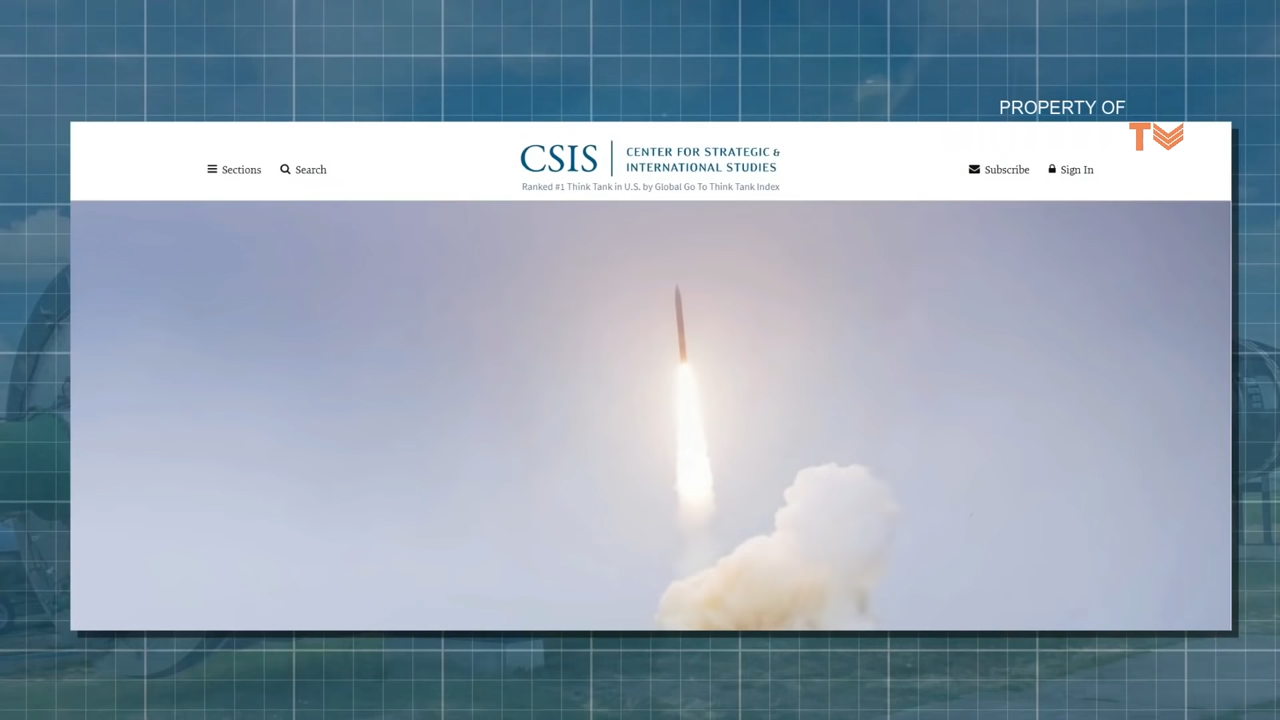 PROPERTY OF
T
Sections
Search
CSIS
CENTER FOR STRATEGIC &
INTERNATIONAL STUDIES
Ranked #1 Think Tank in U.S. by Global Go To Think Tank Index
Subscribe
Sign In